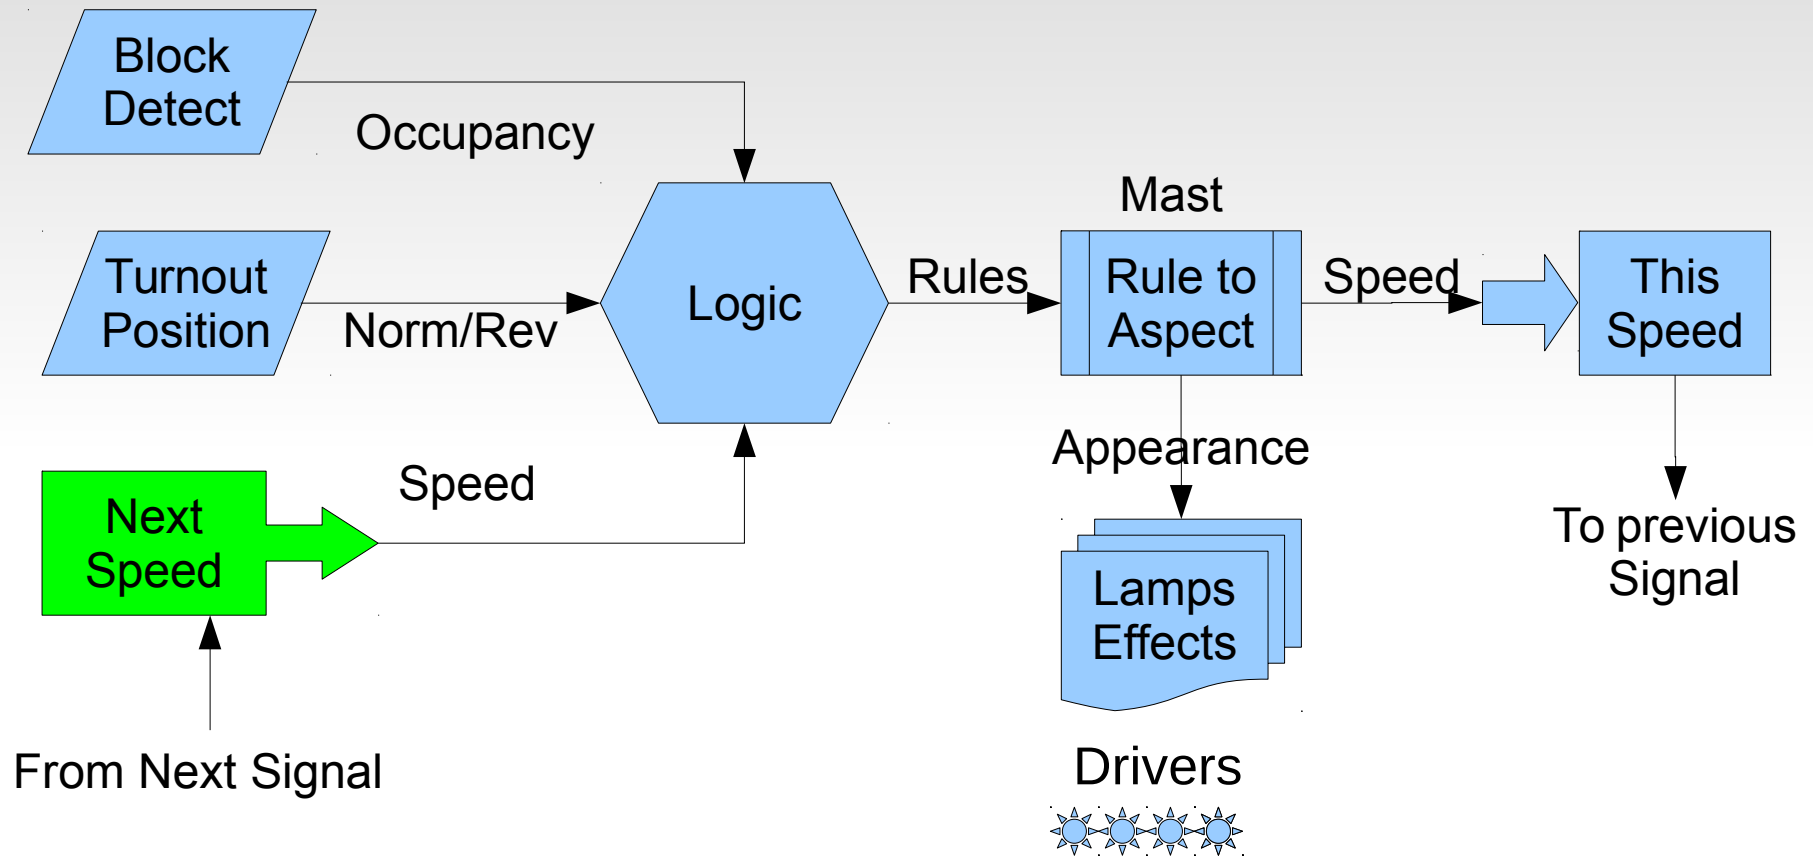 Block
Detect
Occupancy
Mast
Turnout
Position
Norm/Rev
Logic
Rules
Rule to
Aspect
Speed
This
Speed
Appearance
Next
Speed
Speed
To previous
Signal
Lamps
Effects
From Next Signal
Drivers